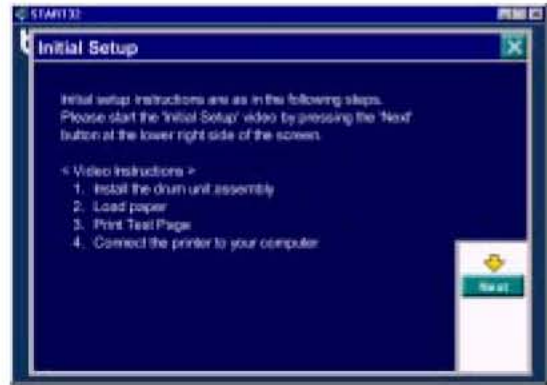 START32
Initial Setup
Initial setup instructions are as in the following steps.
Please start the 'Initial Setup' video by pressing the 'Next'
button at the lower right side of the screen.
< Video Instructions >
1. Install the drum unit assembly
2. Load paper
3. Print Test Page
4. Connect the printer to your computer
Next